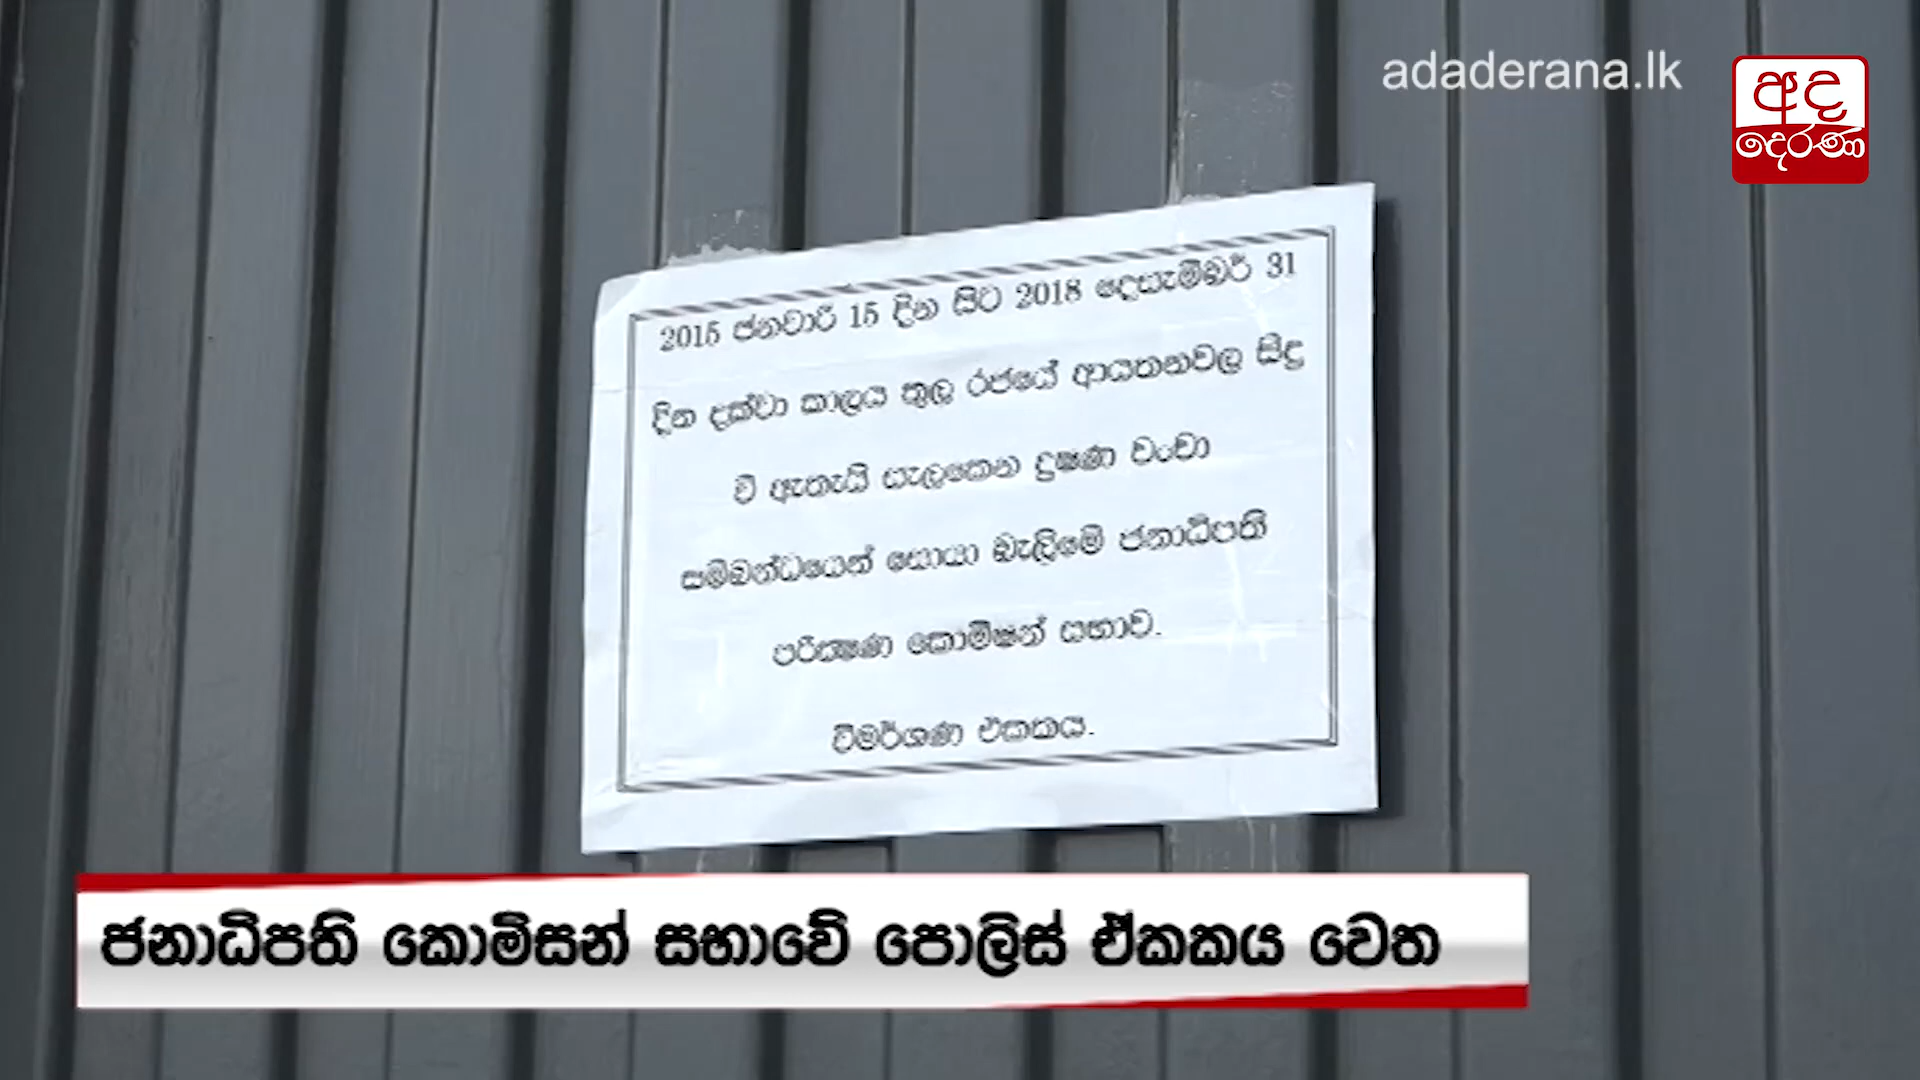 adaderana.lk
අද
දෙරණ
2015 ජනවාරි 15 දින සිට 2018 දෙසැම්බර් 31
දින දක්වා කාලය තුල රජයේ ආයතනවල සිදු
වී ඇතැයි සැලකෙන දූෂණ වංචා
සම්බන්ධයෙන් සොයා බැලීමේ ජනාධිපති
පරීක්ෂණ කොමිෂන් සභාව.
විමර්ශණ ඒකකය.
ජනාධිපති කොමිසන් සභාවේ පොලිස් ඒකකය වෙත